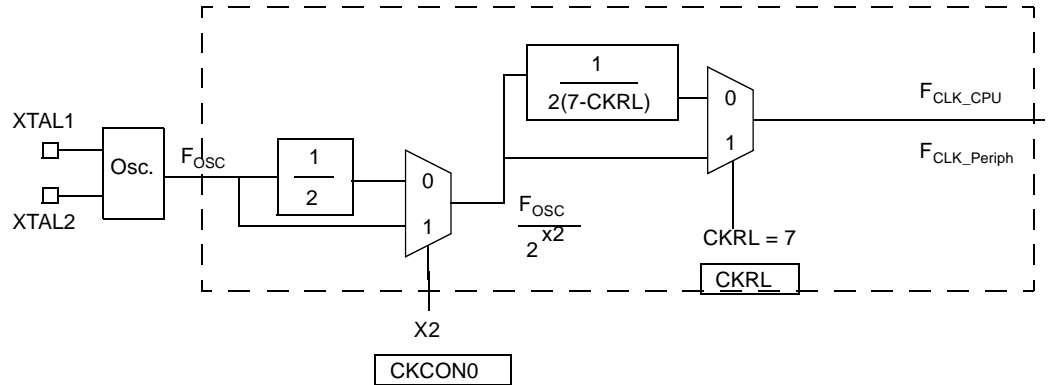 1
2(7-CKRL)
0
1
F_CLK_CPU
F_CLK_Periph
XTAL1
Osc.
XTAL2
F_OSC
1
2
0
1
F_OSC
2^x2
CKRL = 7
CKRL
X2
CKCON0